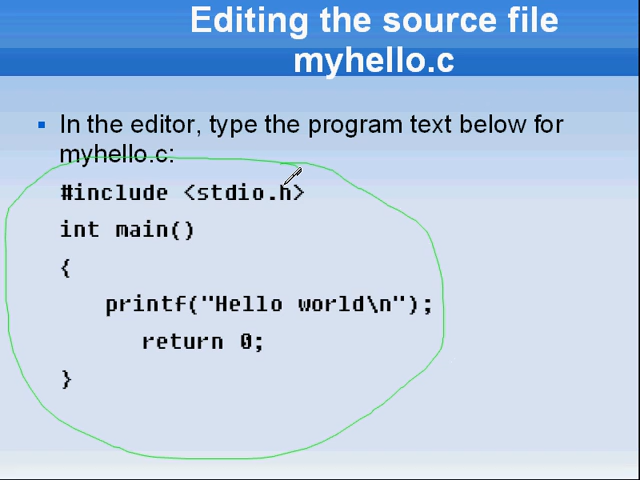 Editing the source file
myhello.c
In the editor, type the program text below for
myhello.c:
#include <stdio.h>
int main()
{
printf("Hello world\n");
return 0;
}